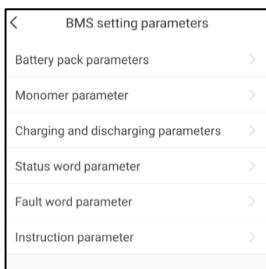 BMS setting parameters
Battery pack parameters
Monomer parameter
Charging and discharging parameters
Status word parameter
Fault word parameter
Instruction parameter